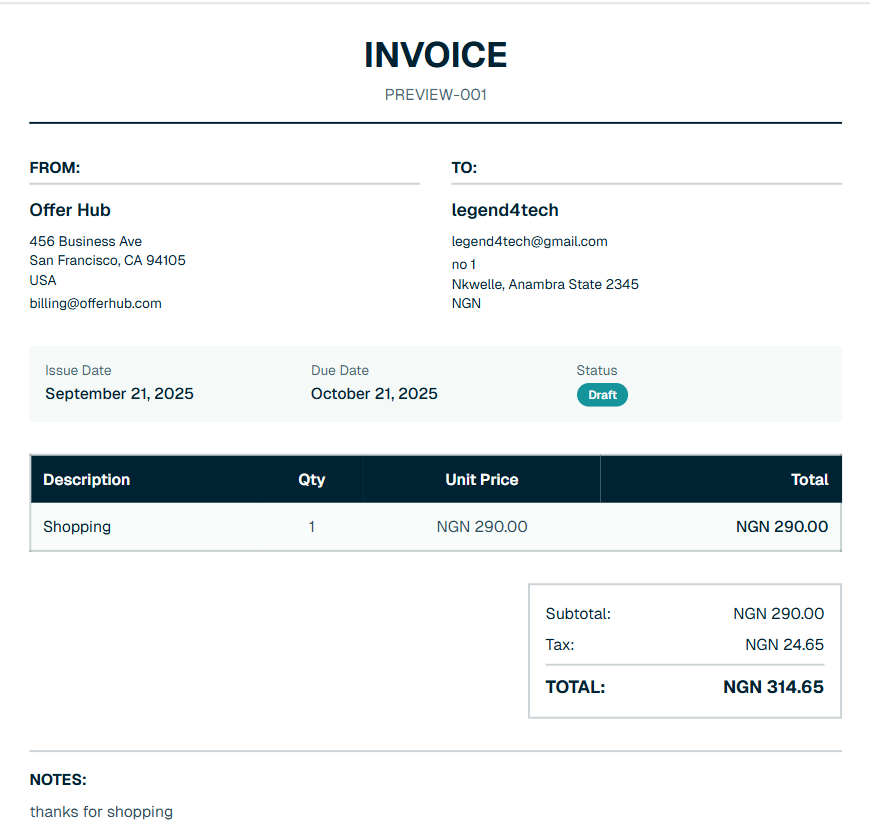 INVOICE
PREVIEW-001
FROM:
Offer Hub
456 Business Ave
San Francisco, CA 94105
USA
billing@offerhub.com
TO:
legend4tech
legend4tech@gmail.com
no 1
Nkwelle, Anambra State 2345
NGN
Issue Date
September 21, 2025
Due Date
October 21, 2025
Status
Draft
Description Qty Unit Price Total
Shopping 1 NGN 290.00 NGN 290.00
Subtotal: NGN 290.00
Tax: NGN 24.65
TOTAL: NGN 314.65
NOTES:
thanks for shopping